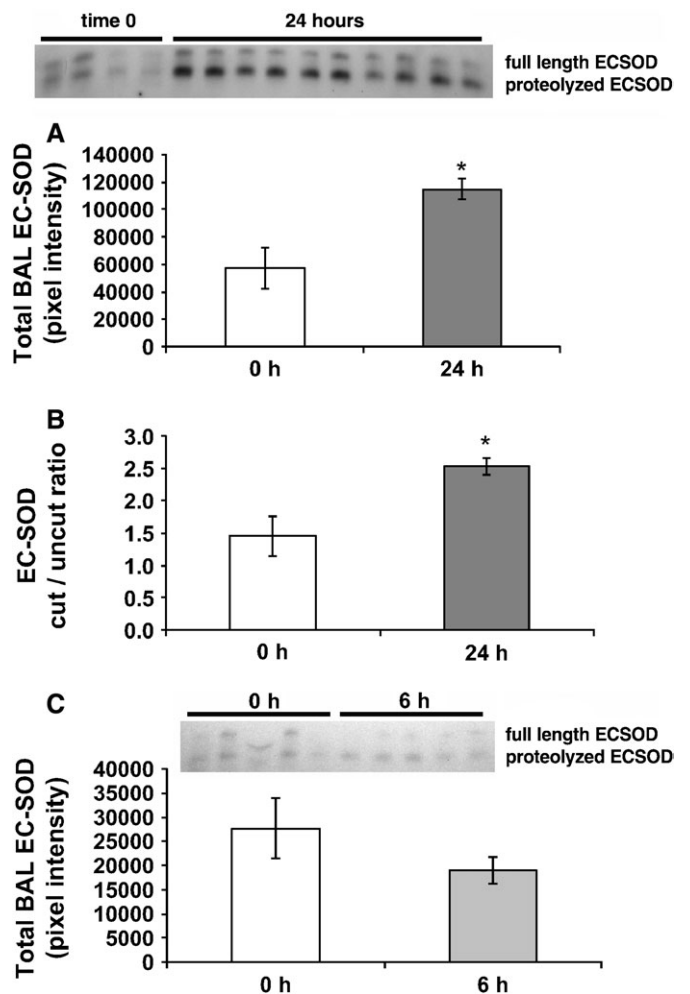 time 0 24 hours
full length ECSOD
proteolyzed ECSOD
A
Total BAL EC-SOD
(pixel intensity)
140000
120000
100000
80000
60000
40000
20000
0
*
0 h 24 h
B
EC-SOD
cut / uncut ratio
3.0
2.5
2.0
1.5
1.0
0.5
0.0
*
0 h 24 h
C
0 h 6 h
full length ECSOD
proteolyzed ECSOD
Total BAL EC-SOD
(pixel intensity)
40000
35000
30000
25000
20000
15000
10000
5000
0
0 h 6 h